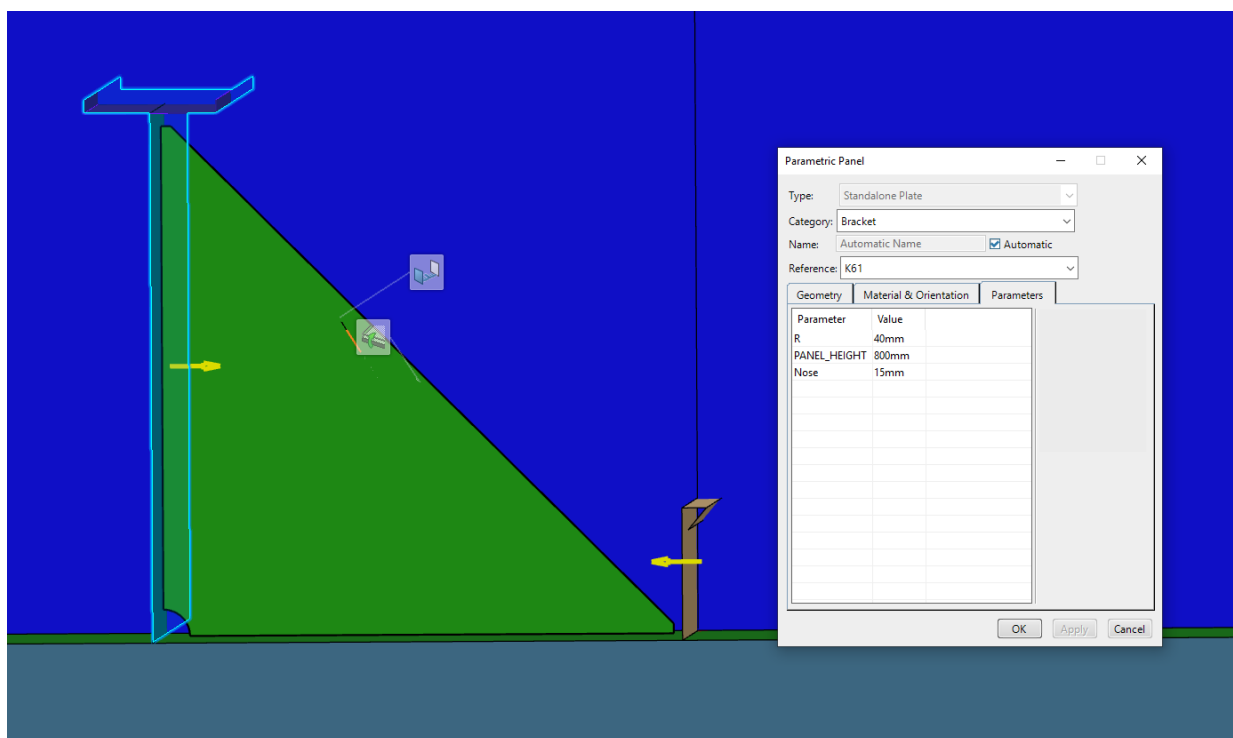 Parametric Panel
Type: Standalone Plate
Category: Bracket
Name: Automatic Name Automatic
Reference: K61
Geometry Material & Orientation Parameters
Parameter Value
R 40mm
PANEL_HEIGHT 800mm
Nose 15mm
OK Apply Cancel